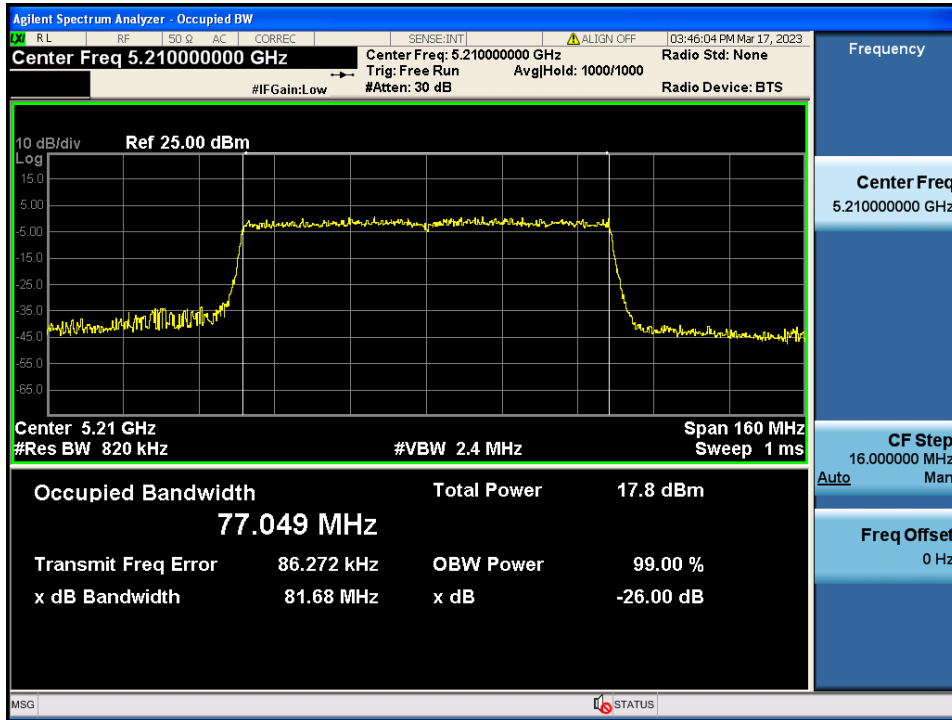 Agilent Spectrum Analyzer - Occupied BW
LXI RL RF 50 Ω AC CORREC SENSE:INT ALIGN OFF 03:46:04 PM Mar 17, 2023
Center Freq 5.210000000 GHz
Center Freq: 5.210000000 GHz Radio Std: None
Trig: Free Run Avg|Hold: 1000/1000
#IFGain:Low #Atten: 30 dB Radio Device: BTS
10 dB/div Ref 25.00 dBm
Log
15.0
5.00
-5.00
-15.0
-25.0
-35.0
-45.0
-55.0
-65.0
Center 5.21 GHz Span 160 MHz
#Res BW 820 kHz #VBW 2.4 MHz Sweep 1 ms
Occupied Bandwidth Total Power 17.8 dBm
77.049 MHz
Transmit Freq Error 86.272 kHz OBW Power 99.00 %
x dB Bandwidth 81.68 MHz x dB -26.00 dB
Frequency
Center Freq
5.210000000 GHz
CF Step
16.000000 MHz
Auto Man
Freq Offset
0 Hz
MSG STATUS